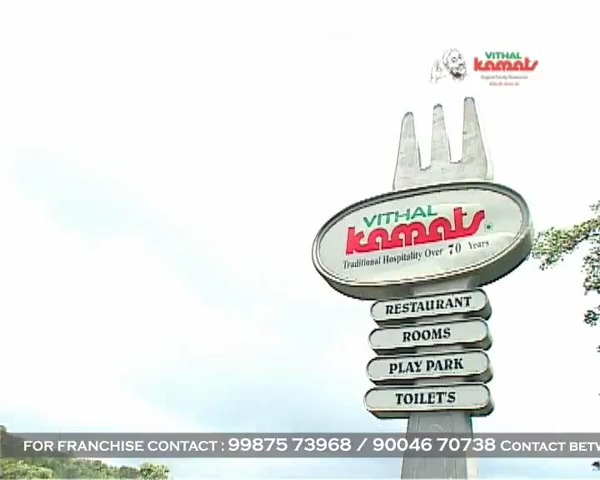 VITHAL
kamats
VITHAL
kamats
Traditional Hospitality Over 70 Years
RESTAURANT
ROOMS
PLAY PARK
TOILET'S
FOR FRANCHISE CONTACT : 99875 73968 / 90046 70738 CONTACT BETW